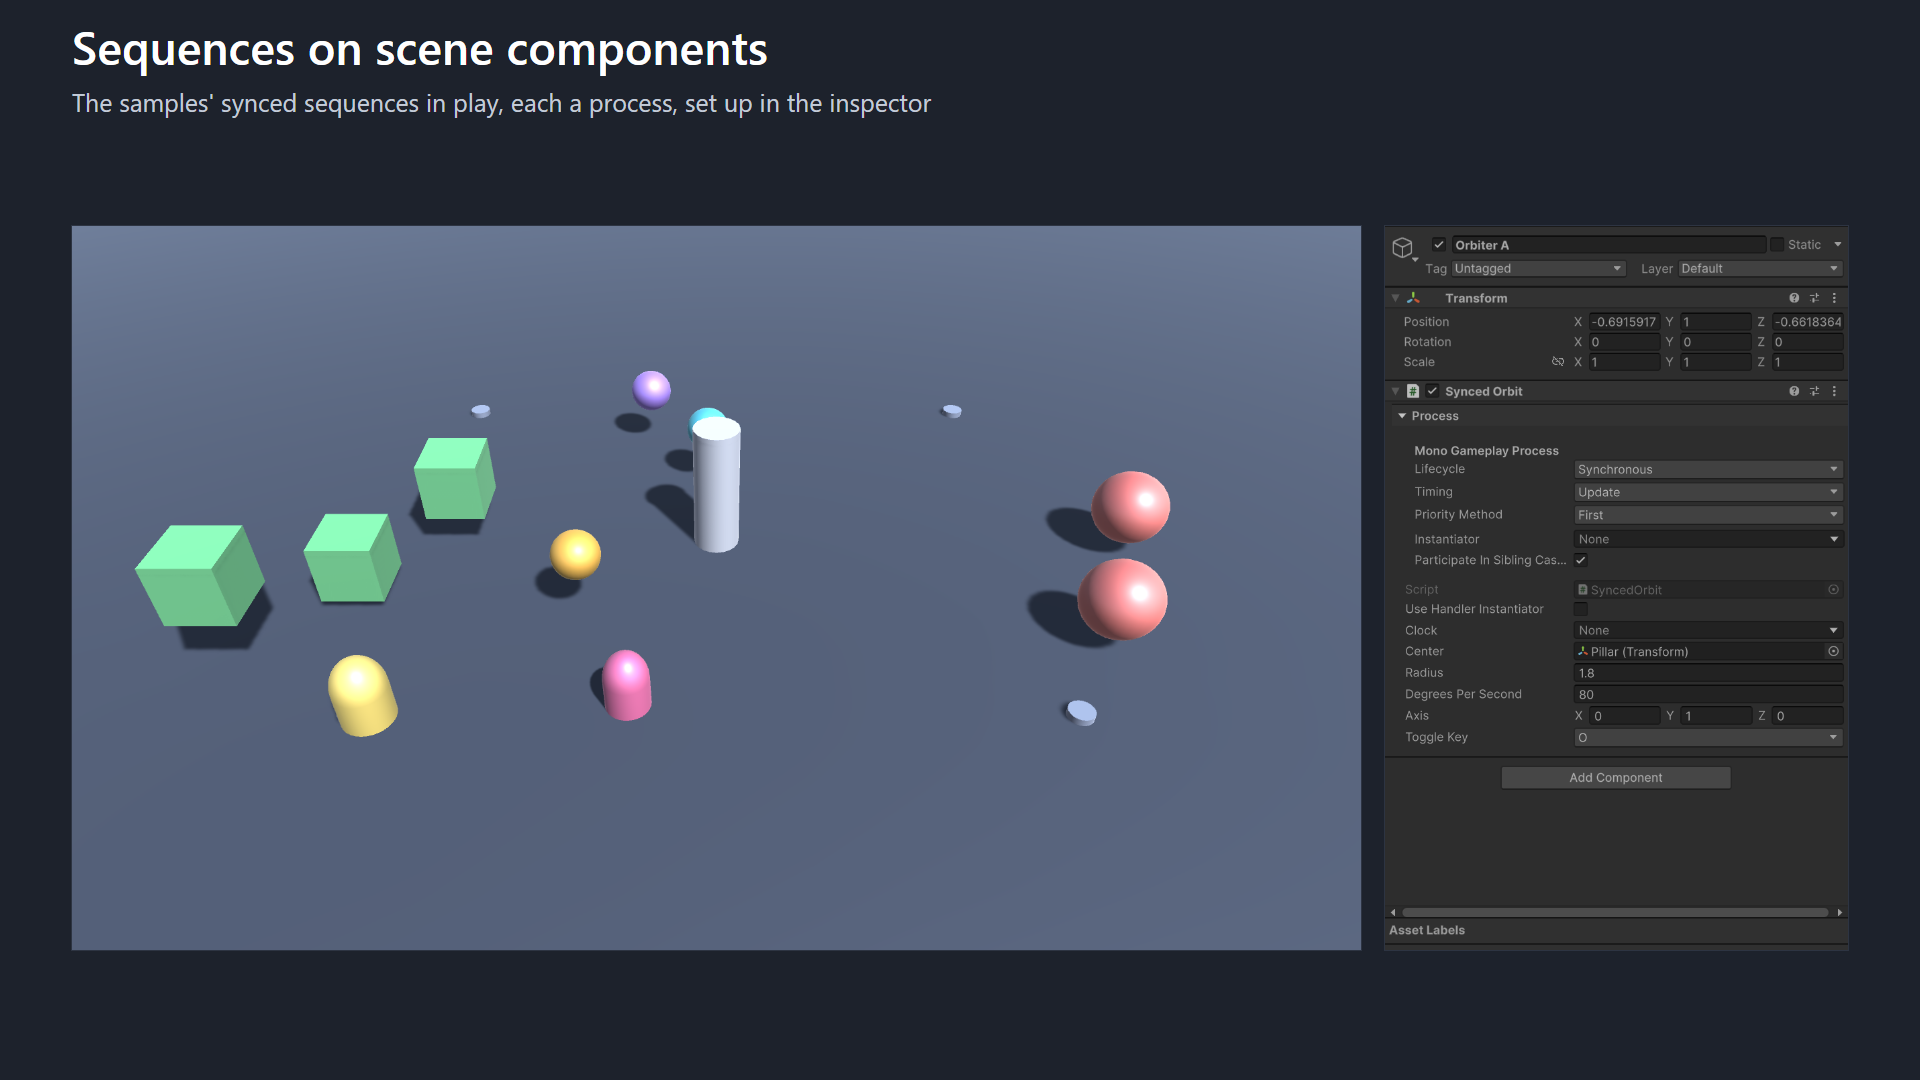 Sequences on scene components
The samples' synced sequences in play, each a process, set up in the inspector
Orbiter A Static
Tag Untagged Layer Default
Transform
Position X -0.6915917 Y 1 Z -0.6618364
Rotation X 0 Y 0 Z 0
Scale X 1 Y 1 Z 1
# Synced Orbit
Process
Mono Gameplay Process
Lifecycle Synchronous
Timing Update
Priority Method First
Instantiator None
Participate In Sibling Cas...
Script # SyncedOrbit
Use Handler Instantiator
Clock None
Center Pillar (Transform)
Radius 1.8
Degrees Per Second 80
Axis X 0 Y 1 Z 0
Toggle Key O
Add Component
Asset Labels